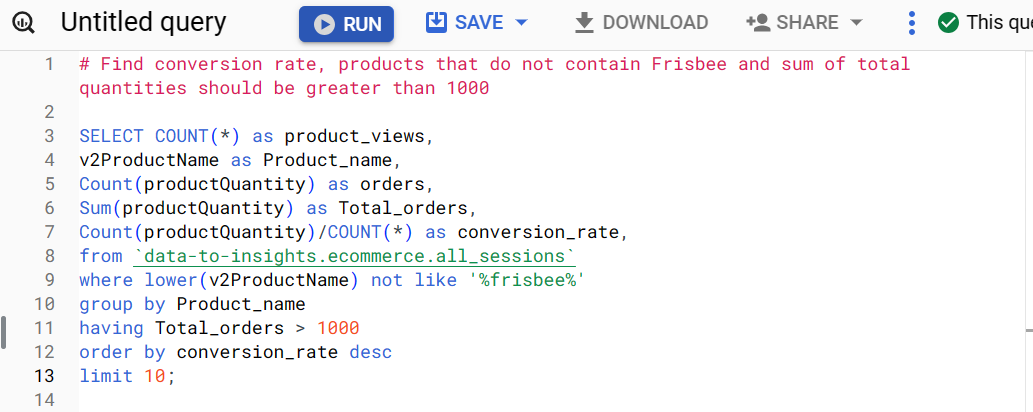 Untitled query RUN SAVE DOWNLOAD SHARE This que
1 # Find conversion rate, products that do not contain Frisbee and sum of total
quantities should be greater than 1000
2
3 SELECT COUNT(*) as product_views,
4 v2ProductName as Product_name,
5 Count(productQuantity) as orders,
6 Sum(productQuantity) as Total_orders,
7 Count(productQuantity)/COUNT(*) as conversion_rate,
8 from `data-to-insights.ecommerce.all_sessions`
9 where lower(v2ProductName) not like '%frisbee%'
10 group by Product_name
11 having Total_orders > 1000
12 order by conversion_rate desc
13 limit 10;
14